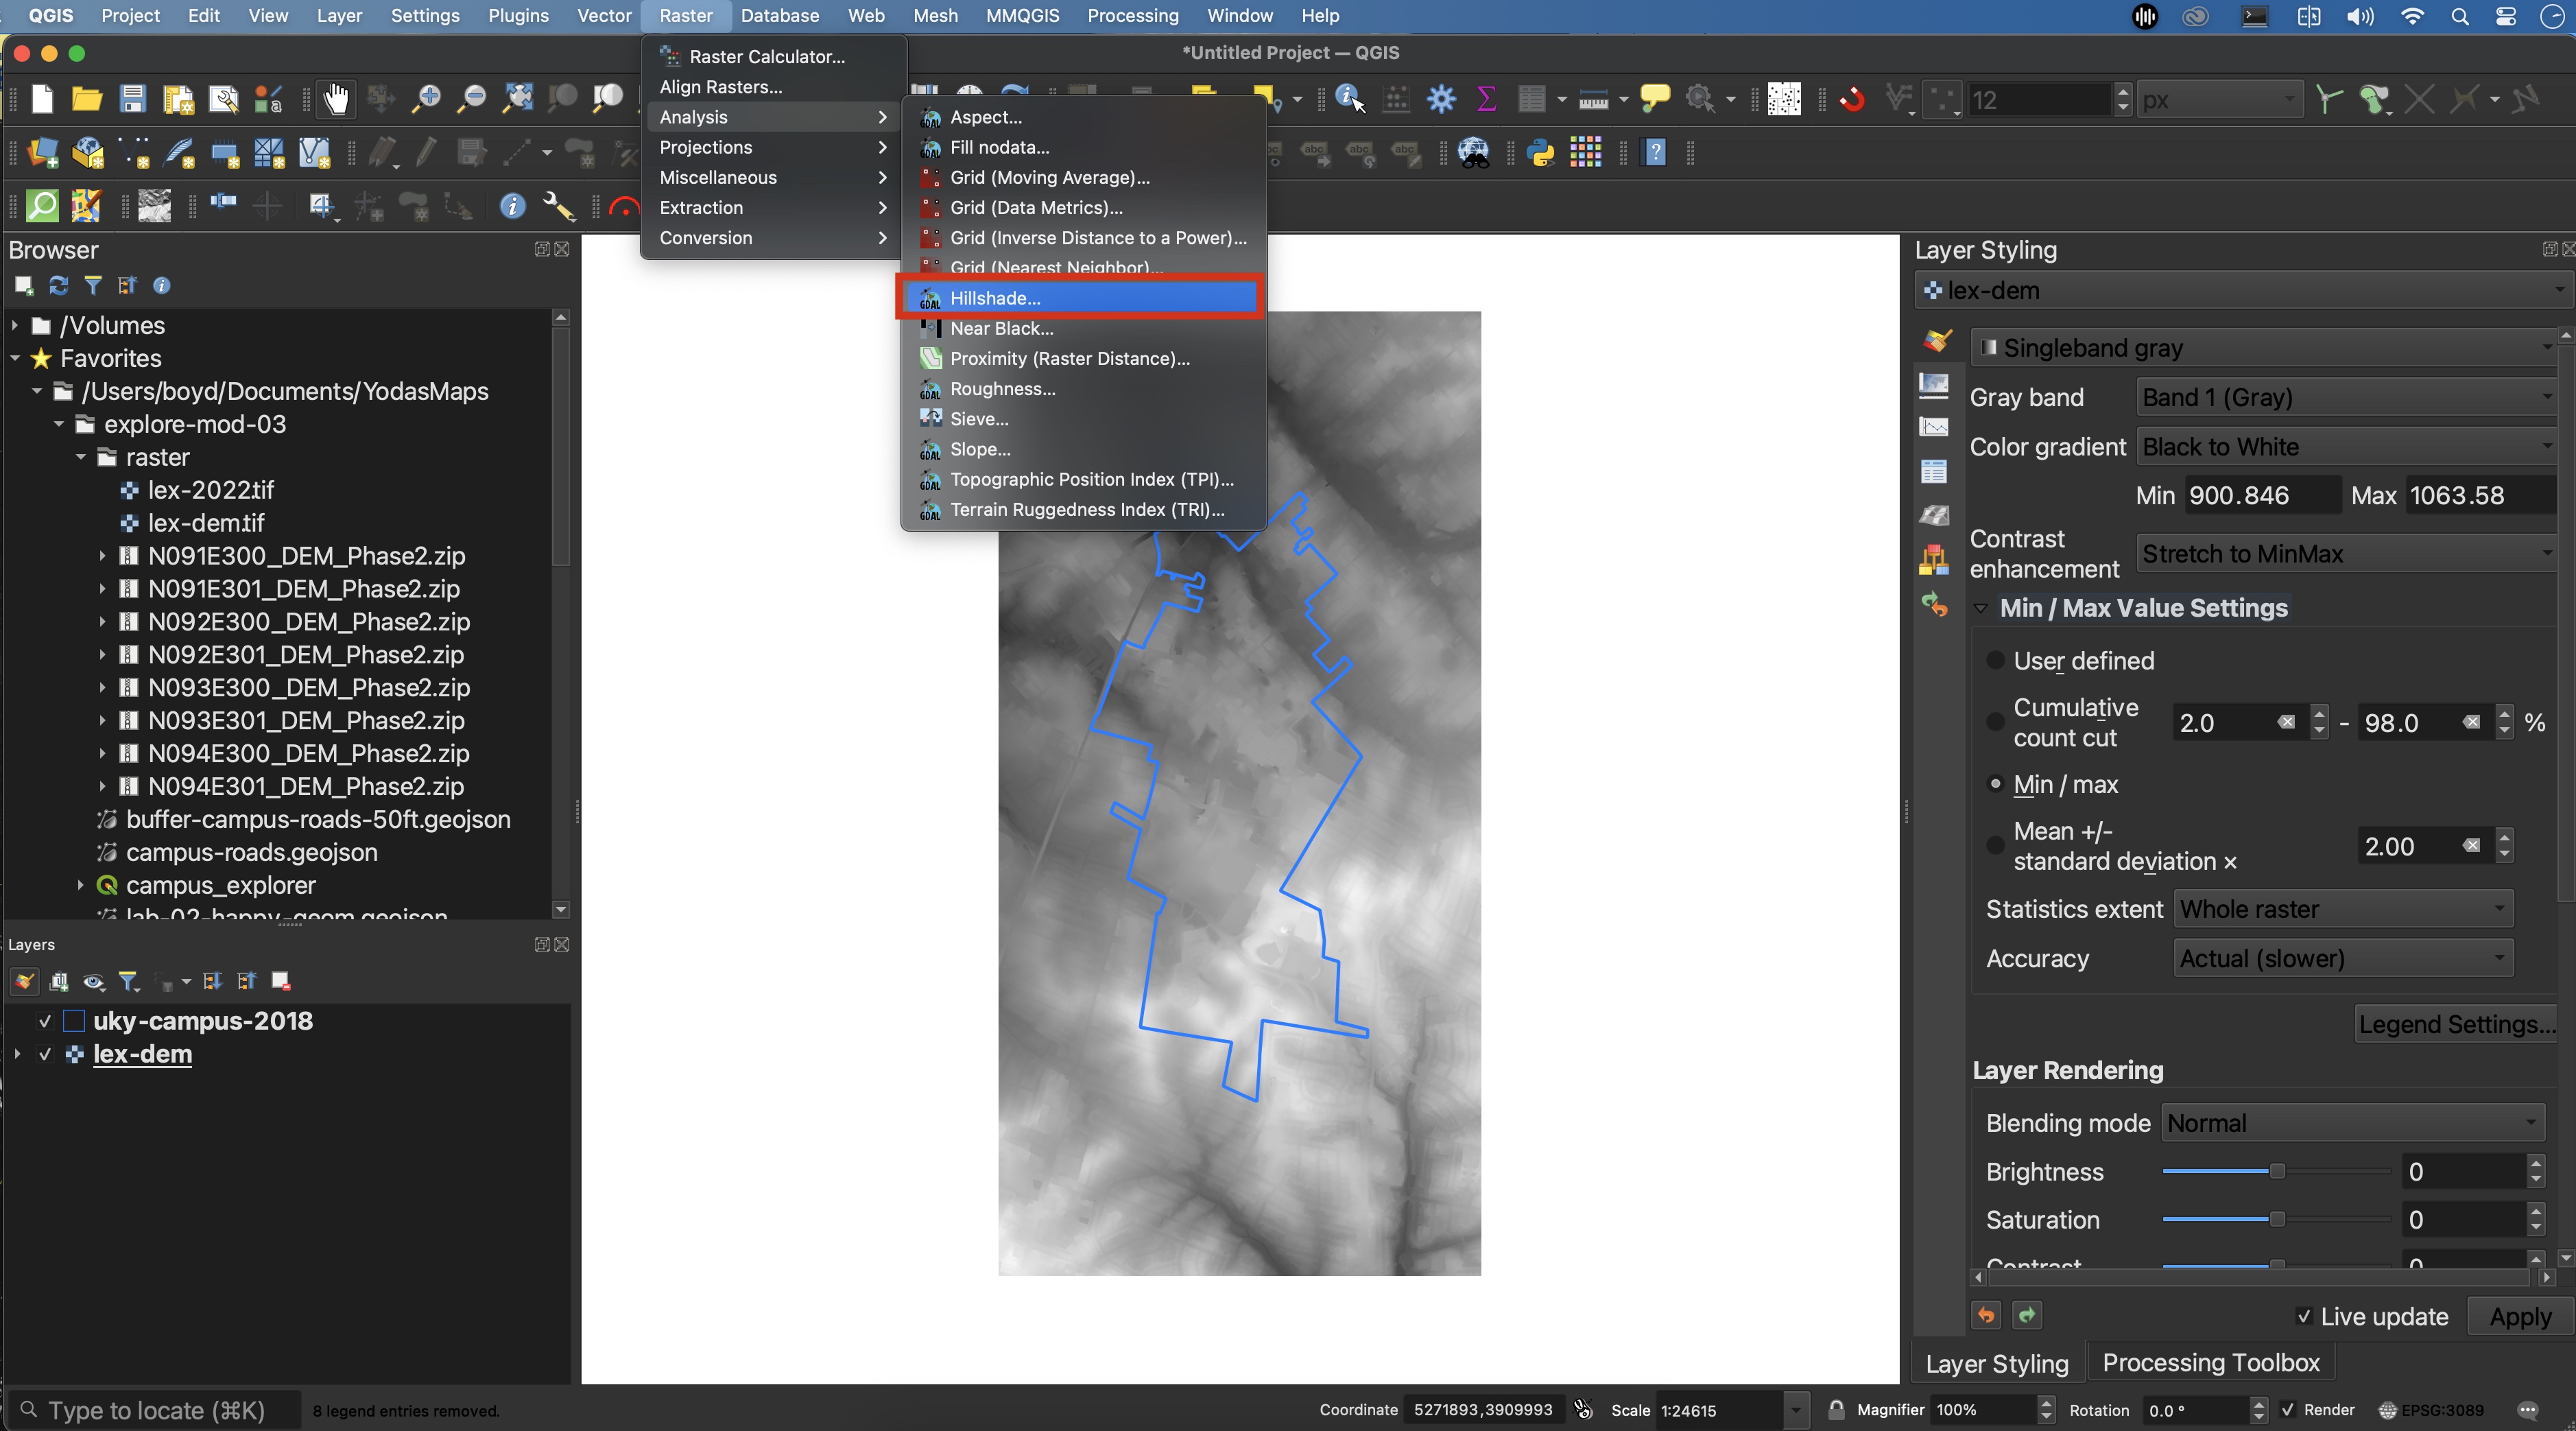 QGIS Project Edit View Layer Settings Plugins Vector Raster Database Web Mesh MMQGIS Processing Window Help
*Untitled Project — QGIS
Raster Calculator...
Align Rasters...
Analysis
Projections
Miscellaneous
Extraction
Conversion
Aspect...
Fill nodata...
Grid (Moving Average)...
Grid (Data Metrics)...
Grid (Inverse Distance to a Power)...
Grid (Nearest Neighbor)...
Hillshade...
Near Black...
Proximity (Raster Distance)...
Roughness...
Sieve...
Slope...
Topographic Position Index (TPI)...
Terrain Ruggedness Index (TRI)...
12 px
Browser
/Volumes
Favorites
/Users/boyd/Documents/YodasMaps
explore-mod-03
raster
lex-2022.tif
lex-dem.tif
N091E300_DEM_Phase2.zip
N091E301_DEM_Phase2.zip
N092E300_DEM_Phase2.zip
N092E301_DEM_Phase2.zip
N093E300_DEM_Phase2.zip
N093E301_DEM_Phase2.zip
N094E300_DEM_Phase2.zip
N094E301_DEM_Phase2.zip
buffer-campus-roads-50ft.geojson
campus-roads.geojson
campus_explorer
lab-02-happy-geom.geojson
Layers
uky-campus-2018
lex-dem
Layer Styling
lex-dem
Singleband gray
Gray band Band 1 (Gray)
Color gradient Black to White
Min 900.846 Max 1063.58
Contrast
enhancement Stretch to MinMax
Min / Max Value Settings
User defined
Cumulative
count cut 2.0 - 98.0 %
Min / max
Mean +/-
standard deviation × 2.00
Statistics extent Whole raster
Accuracy Actual (slower)
Legend Settings...
Layer Rendering
Blending mode Normal
Brightness 0
Saturation 0
Contrast 0
Live update Apply
Layer Styling Processing Toolbox
Type to locate (⌘K) 8 legend entries removed. Coordinate 5271893,3909993 Scale 1:24615 Magnifier 100% Rotation 0.0 ° Render EPSG:3089